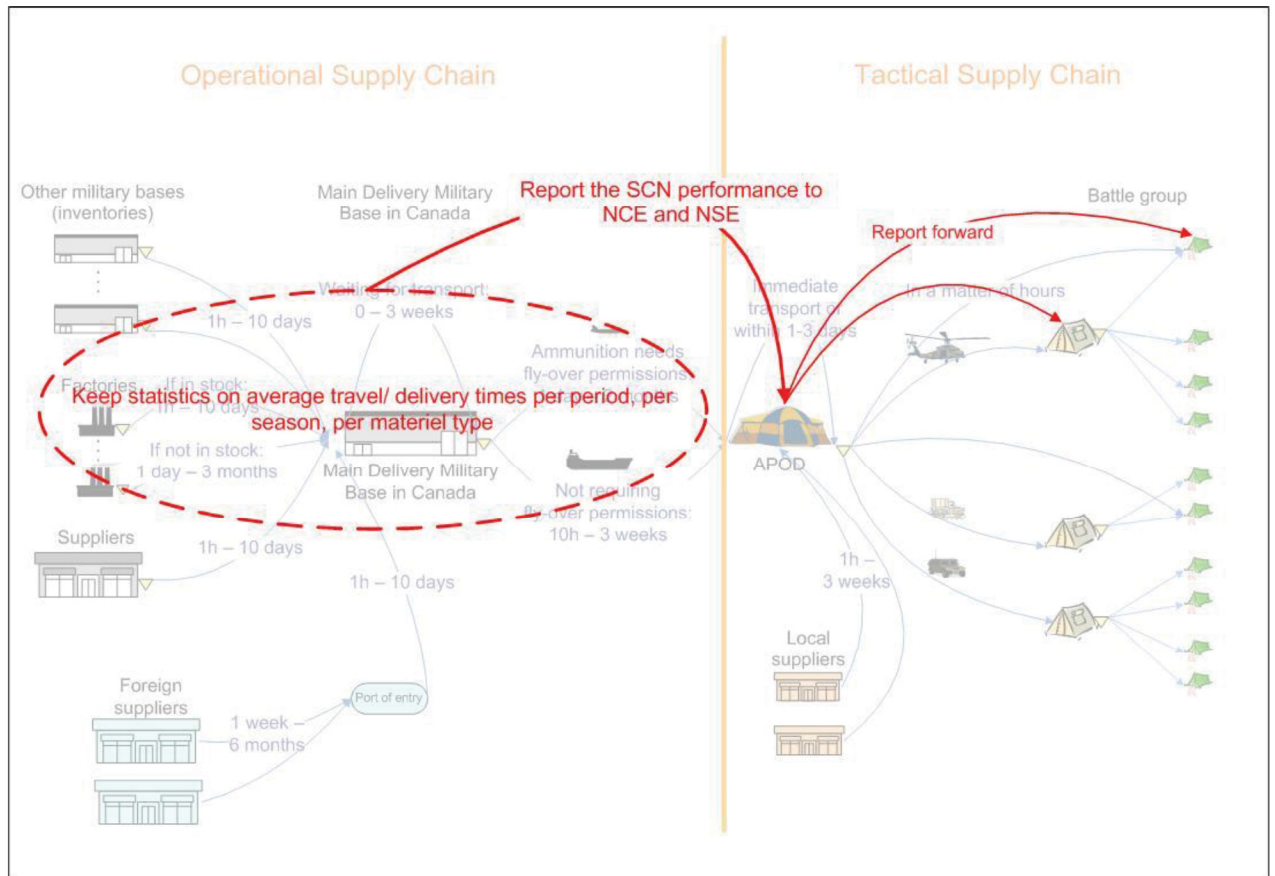 Operational Supply Chain
Tactical Supply Chain
Other military bases
(inventories)
Main Delivery Military
Base in Canada
Report the SCN performance to
NCE and NSE
Battle group
Report forward
Waiting for transport:
0 – 3 weeks
1h – 10 days
Immediate
transport or
within 1-3 days
In a matter of hours
Ammunition needs
fly-over permissions
Factories
If in stock:
1h – 10 days
Keep statistics on average travel/ delivery times per period, per
season, per materiel type
If not in stock:
1 day – 3 months
Main Delivery Military
Base in Canada
APOD
Not requiring
fly-over permissions:
10h – 3 weeks
Suppliers
1h – 10 days
1h – 10 days
1h –
3 weeks
Local
suppliers
Foreign
suppliers
Port of entry
1 week –
6 months